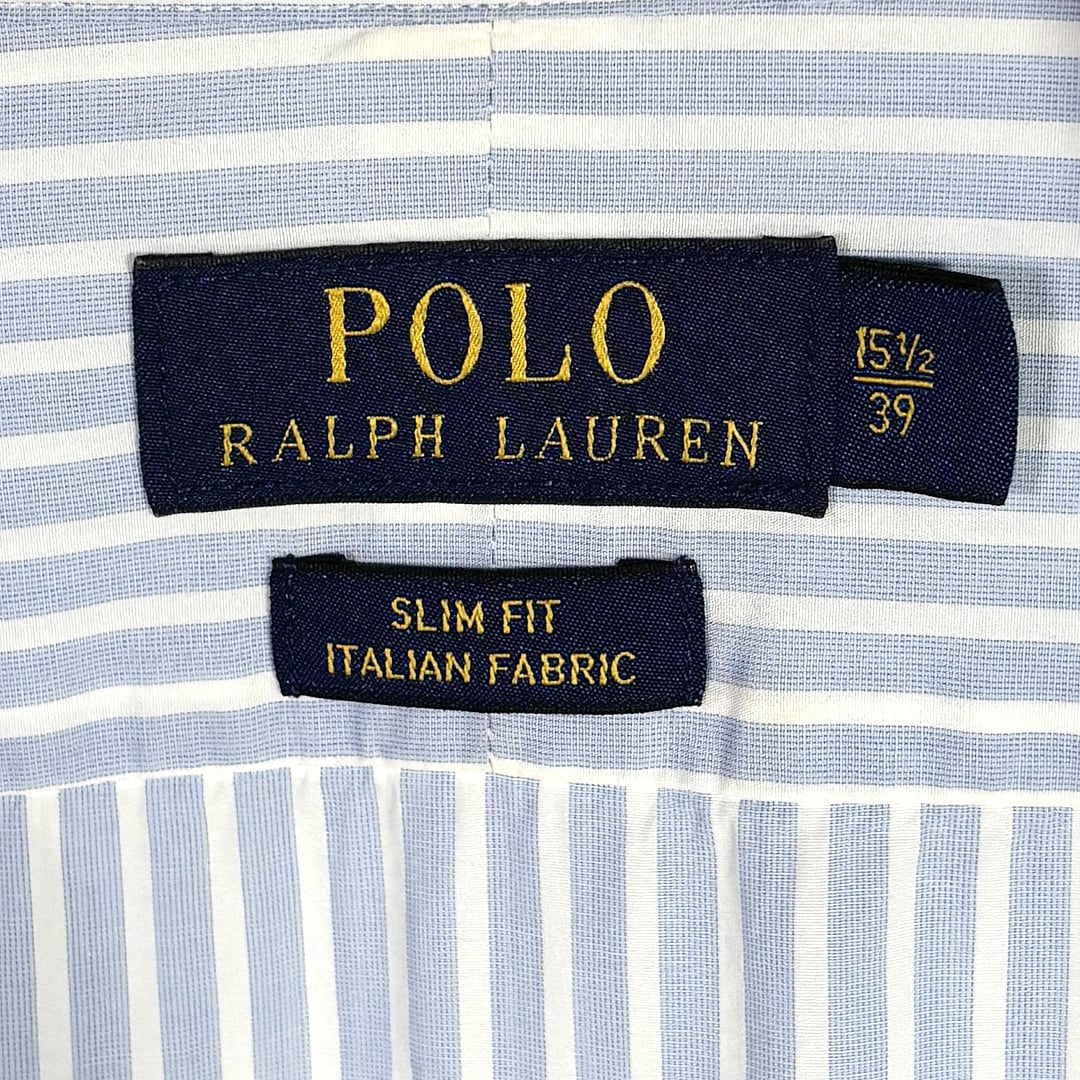 POLO
RALPH LAUREN
15½
39
SLIM FIT
ITALIAN FABRIC